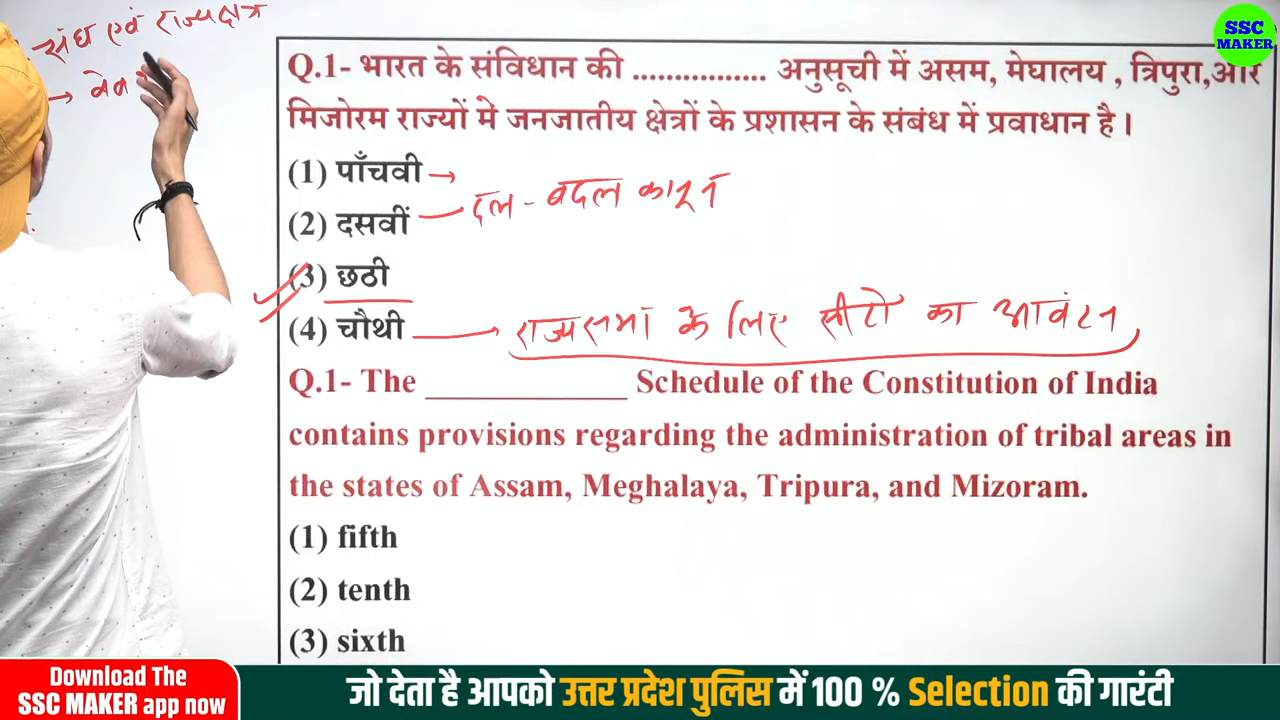 संघ एवं राज्यक्षेत्र
SSC
MAKER
Q.1- भारत के संविधान की ................ अनुसूची में असम, मेघालय , त्रिपुरा,और
मिजोरम राज्यों में जनजातीय क्षेत्रों के प्रशासन के संबंध में प्रवाधान है।
(1) पाँचवी →
(2) दसवीं — दल - बदल कानून
(3) छठी
(4) चौथी → राज्यसभा के लिए सीटो का आवंटन
Q.1- The ____________ Schedule of the Constitution of India
contains provisions regarding the administration of tribal areas in
the states of Assam, Meghalaya, Tripura, and Mizoram.
(1) fifth
(2) tenth
(3) sixth
Download The
SSC MAKER app now
जो देता है आपको उत्तर प्रदेश पुलिस में 100 % Selection की गारंटी